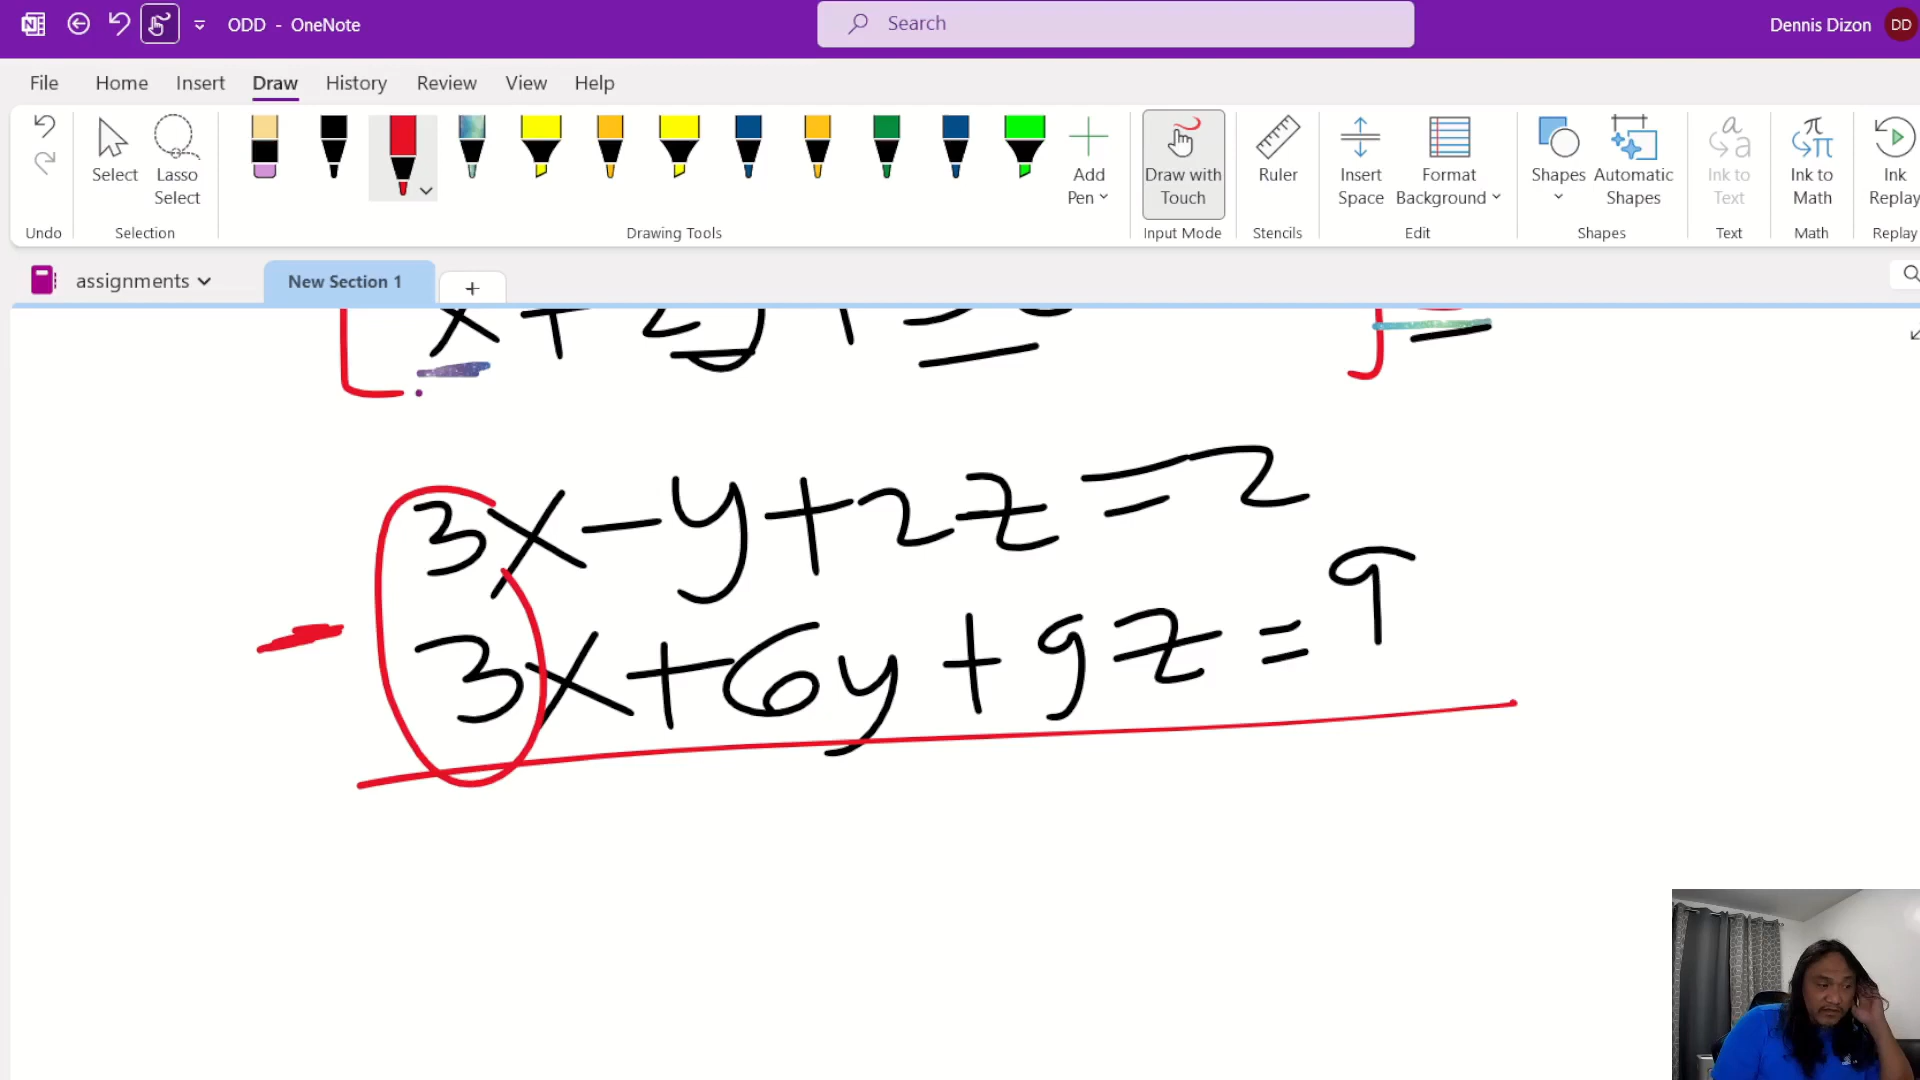 ODD - OneNote
Search
Dennis Dizon
DD
File Home Insert Draw History Review View Help
Select
Lasso Select
Add Pen
Draw with Touch
Ruler
Insert Space
Format Background
Shapes
Automatic Shapes
Ink to Text
Ink to Math
Ink Replay
Undo Selection Drawing Tools Input Mode Stencils Edit Shapes Text Math Replay
assignments
New Section 1
+
3x-y+2z=2
- 3x+6y+9z=9